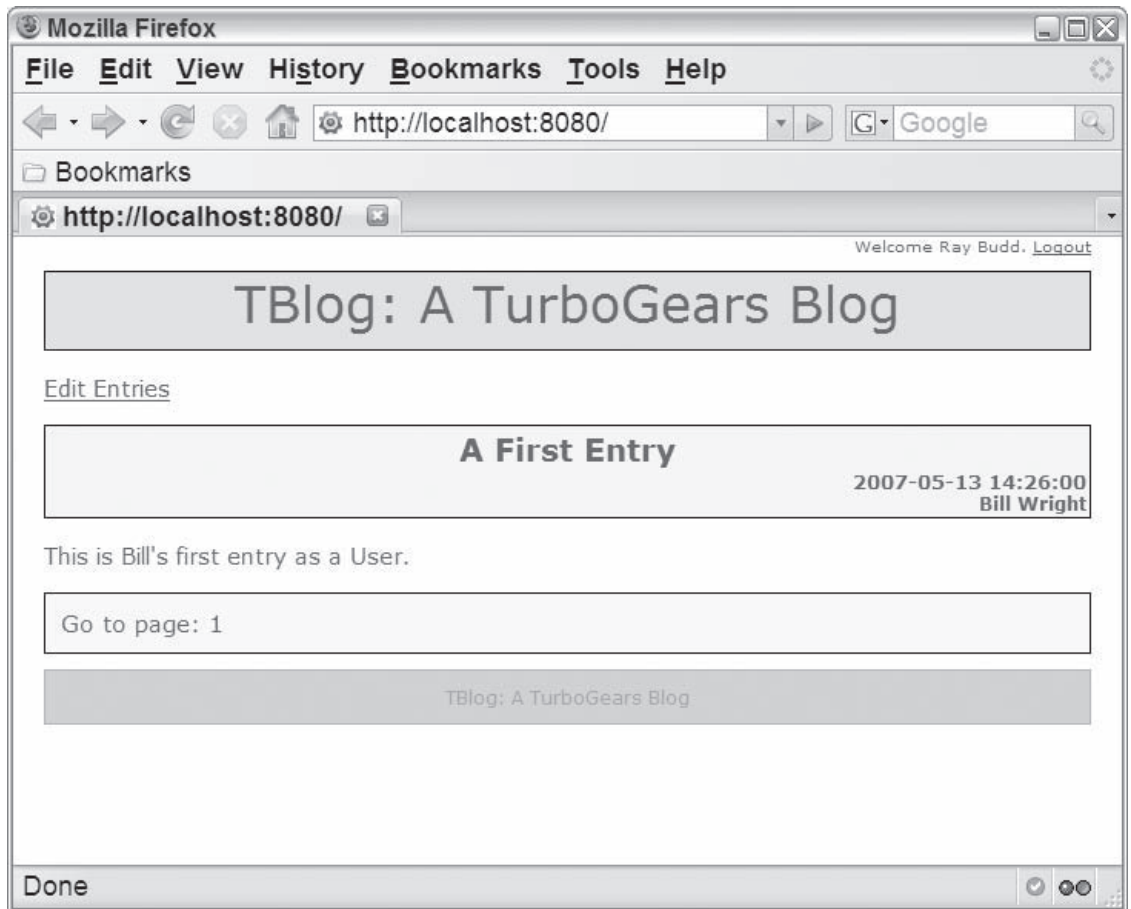 Mozilla Firefox
File Edit View History Bookmarks Tools Help
http://localhost:8080/ G Google
Bookmarks
http://localhost:8080/
Welcome Ray Budd. Logout
TBlog: A TurboGears Blog
Edit Entries
A First Entry
2007-05-13 14:26:00
Bill Wright
This is Bill's first entry as a User.
Go to page: 1
TBlog: A TurboGears Blog
Done